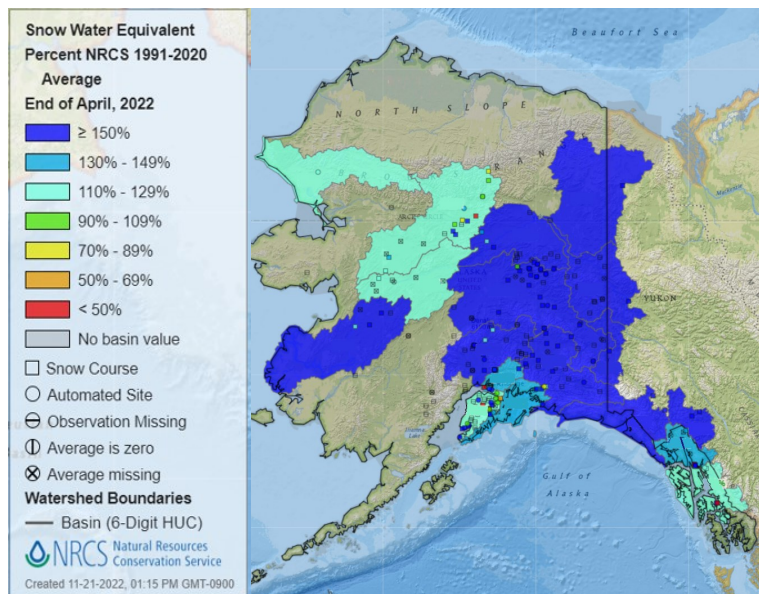 Snow Water Equivalent
Percent NRCS 1991-2020
Average
End of April, 2022
≥ 150%
130% - 149%
110% - 129%
90% - 109%
70% - 89%
50% - 69%
< 50%
No basin value
Snow Course
Automated Site
Observation Missing
Average is zero
Average missing
Watershed Boundaries
Basin (6-Digit HUC)
NRCS Natural Resources
Conservation Service
Created 11-21-2022, 01:15 PM GMT-0900
Beaufort Sea
NORTH SLOPE
YUKON
Gulf of
Alaska